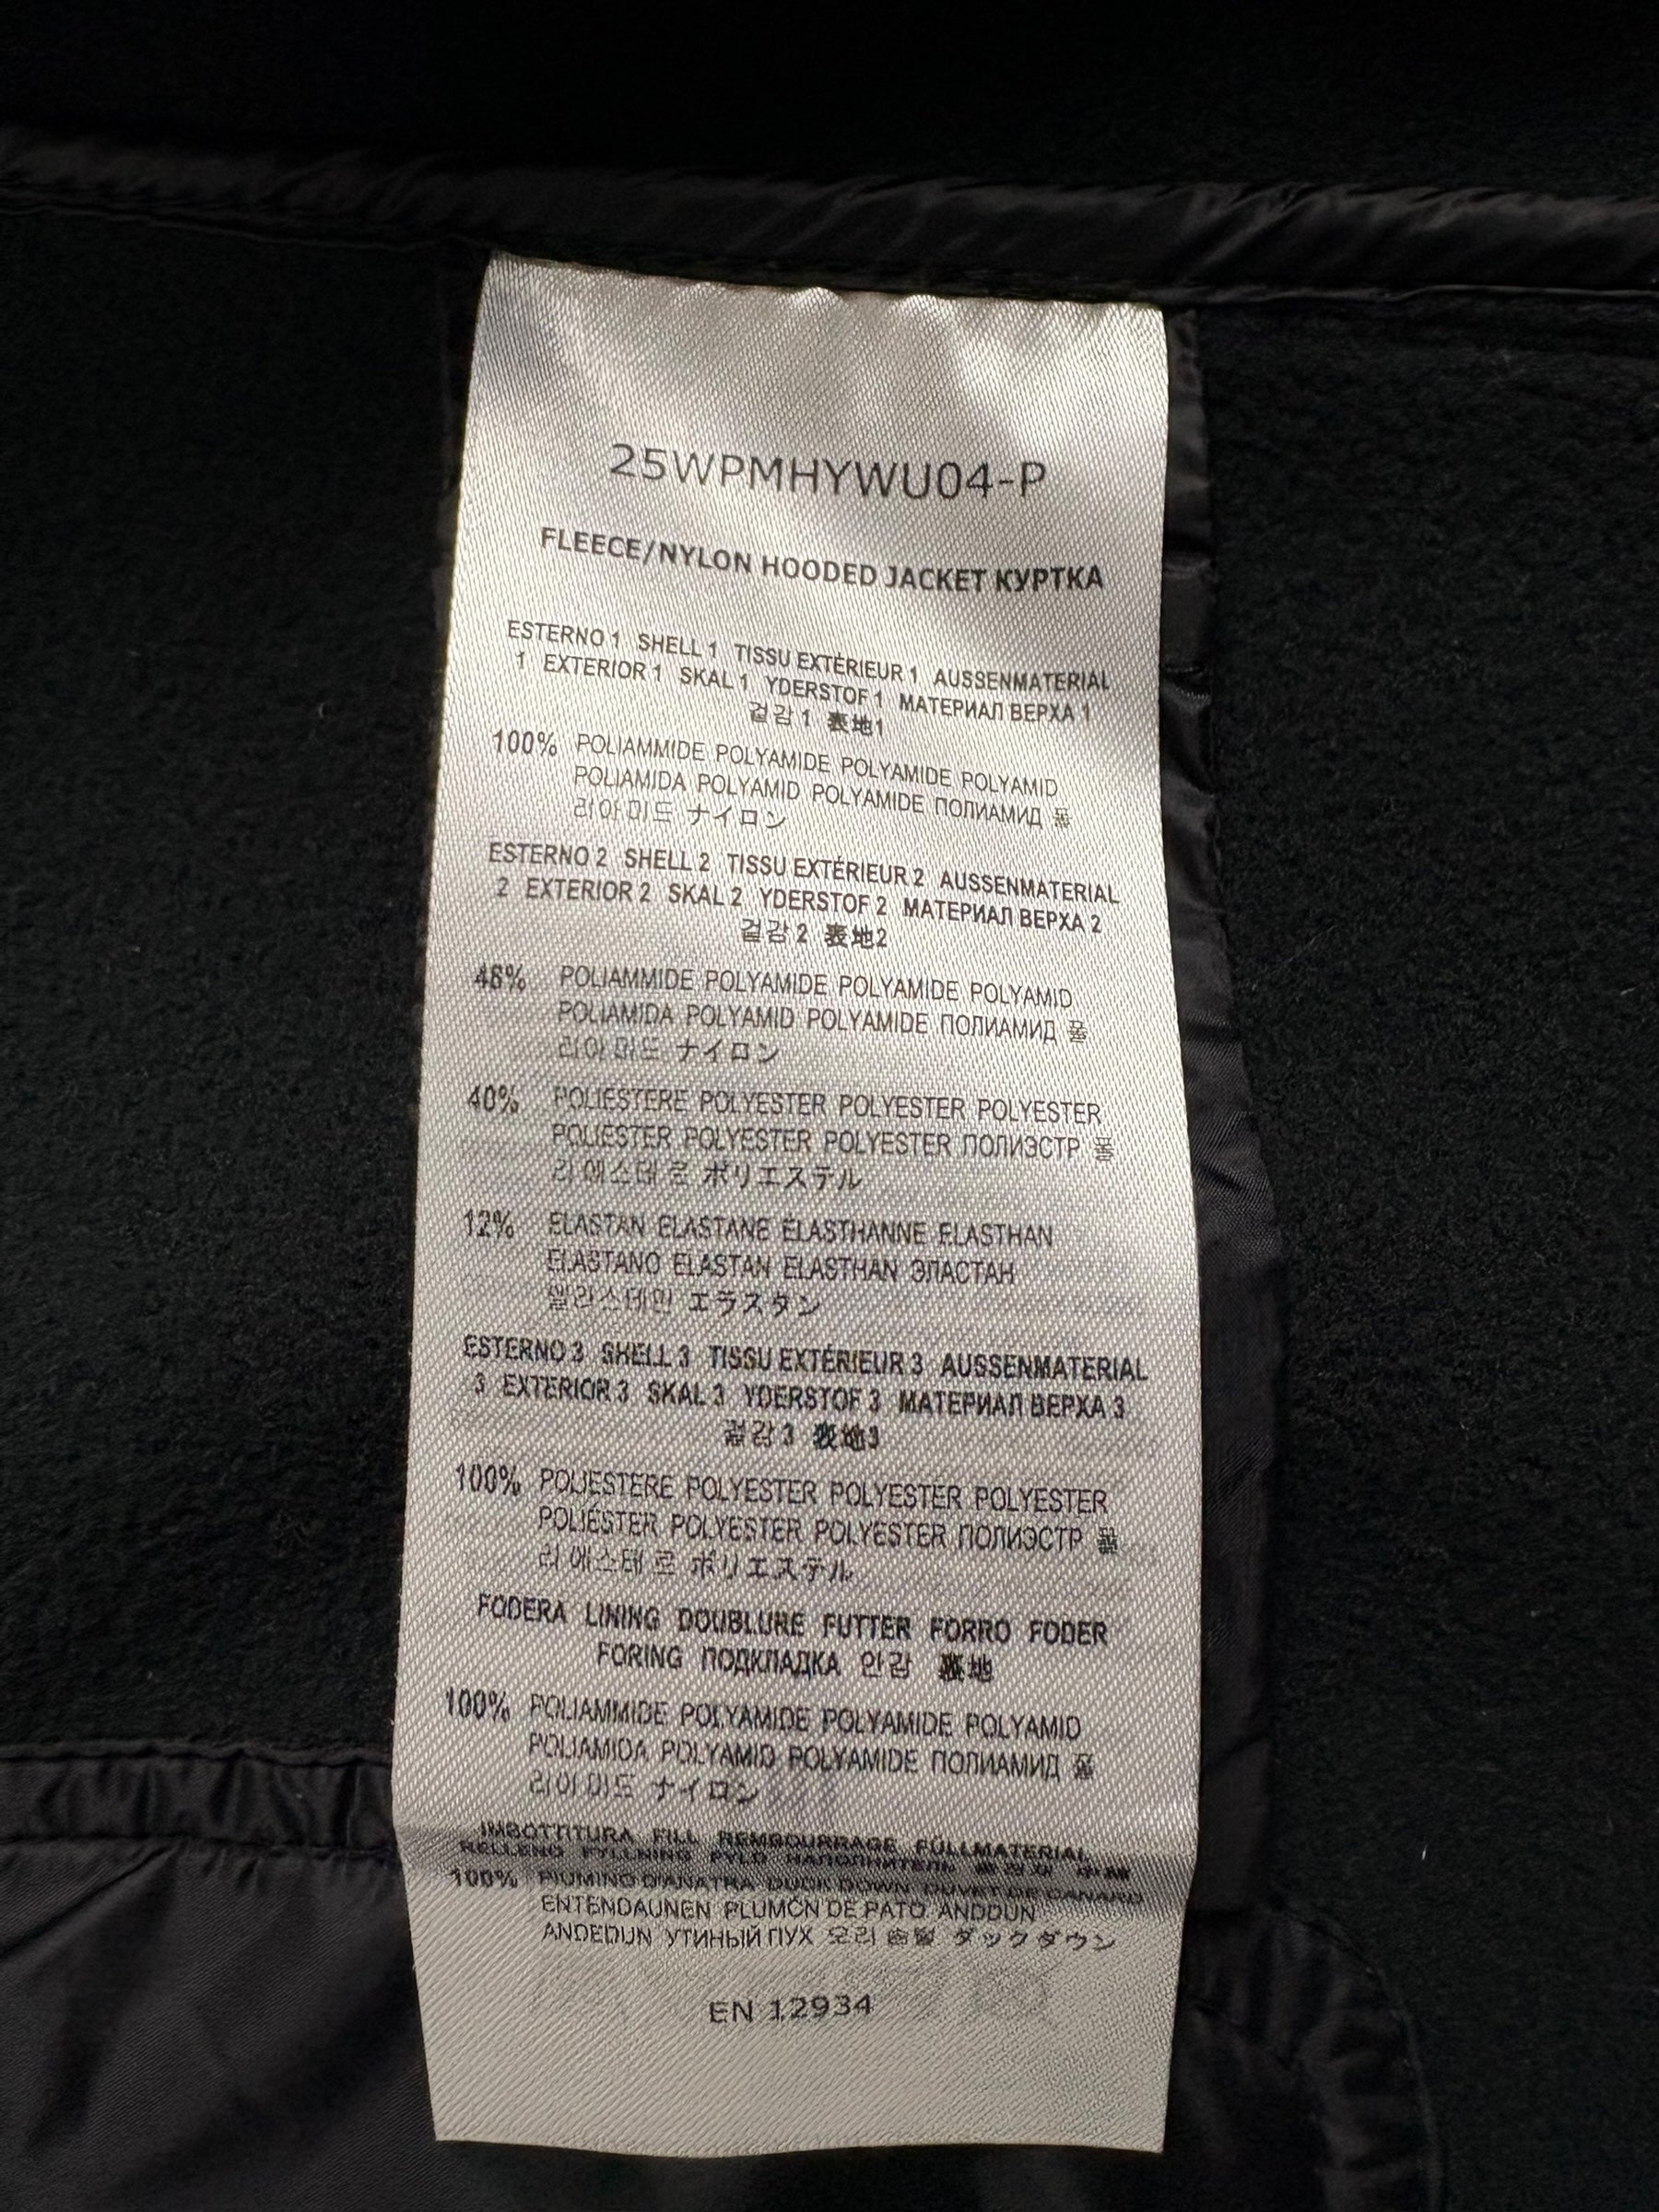 25WPMHYWU04-P
FLEECE/NYLON HOODED JACKET КУРТКА
ESTERNO 1 SHELL 1 TISSU EXTÉRIEUR 1 AUSSENMATERIAL
1 EXTERIOR 1 SKAL 1 YDERSTOF 1 МАТЕРИАЛ ВЕРХА 1
겉감 1 表地1
100% POLIAMMIDE POLYAMIDE POLYAMIDE POLYAMID
POLIAMIDA POLYAMID POLYAMIDE ПОЛИАМИД 폴
리아미드 ナイロン
ESTERNO 2 SHELL 2 TISSU EXTÉRIEUR 2 AUSSENMATERIAL
2 EXTERIOR 2 SKAL 2 YDERSTOF 2 МАТЕРИАЛ ВЕРХА 2
겉감 2 表地2
48% POLIAMMIDE POLYAMIDE POLYAMIDE POLYAMID
POLIAMIDA POLYAMID POLYAMIDE ПОЛИАМИД 폴
리아미드 ナイロン
40% POLIESTERE POLYESTER POLYESTER POLYESTER
POLIESTER POLYESTER POLYESTER ПОЛИЭСТР 폴
리에스테르 ポリエステル
12% ELASTAN ELASTANE ÉLASTHANNE ELASTHAN
ELASTANO ELASTAN ELASTHAN ЭЛАСТАН
엘라스테인 エラスタン
ESTERNO 3 SHELL 3 TISSU EXTÉRIEUR 3 AUSSENMATERIAL
3 EXTERIOR 3 SKAL 3 YDERSTOF 3 МАТЕРИАЛ ВЕРХА 3
겉감 3 表地3
100% POLIESTERE POLYESTER POLYESTER POLYESTER
POLIÉSTER POLYESTER POLYESTER ПОЛИЭСТР 폴
리에스테르 ポリエステル
FODERA LINING DOUBLURE FUTTER FORRO FODER
FORING ПОДКЛАДКА 안감 裏地
100% POLIAMMIDE POLYAMIDE POLYAMIDE POLYAMID
POLIAMIDA POLYAMID POLYAMIDE ПОЛИАМИД 폴
리아미드 ナイロン
IMBOTTITURA FILL REMBOURRAGE FÜLLMATERIAL
RELLENO FYLLNING FYLD НАПОЛНИТЕЛЬ
100% PIUMINO D'ANATRA DUCK DOWN DUVET DE CANARD
ENTENDAUNEN PLUMÓN DE PATO ANDDUN
ANDEDUN УТИНЫЙ ПУХ 오리 솜털 ダックダウン
EN 12934